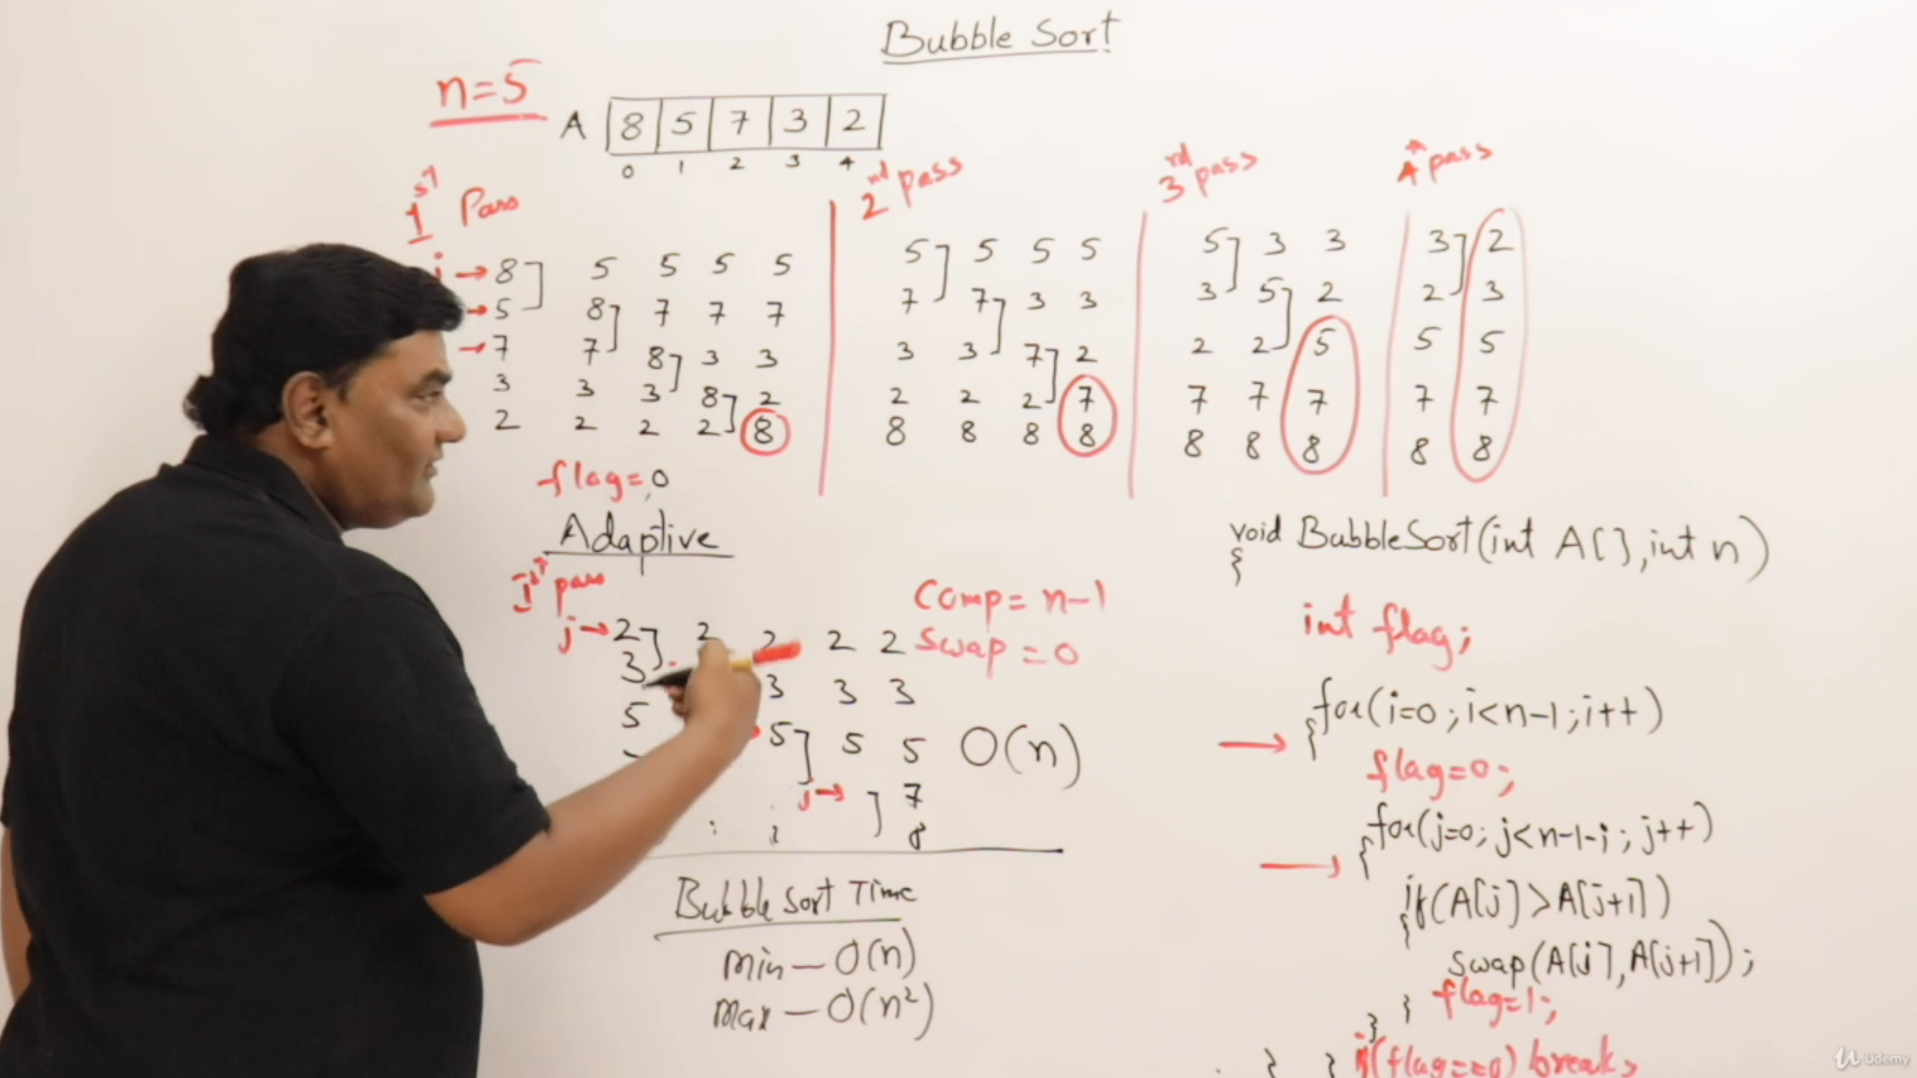 Bubble Sort
n=5
A 8 5 7 3 2
0 1 2 3 4
1st Pass
8 5 5 5 5
5 8 7 7 7
7 7 8 3 3
3 3 3 8 2
2 2 2 2 8
2nd pass
5 5 5 5
7 7 3 3
3 3 7 2
2 2 2 7
8 8 8 8
3rd pass
5 3 3
3 5 2
2 2 5
7 7 7
8 8 8
4th pass
3 2
2 3
5 5
7 7
8 8
flag=0
Adaptive
Ist pass
j→ 2 2 2 2 2
3 3 3 3
5 5 5 5
j→ 7
8
Comp = n-1
Swap = 0
O(n)
Bubble Sort Time
min — O(n)
max — O(n²)
void BubbleSort(int A[], int n)
{
int flag;
for(i=0; i<n-1; i++)
{
flag=0;
for(j=0; j<n-1-i; j++)
{
if(A[j]>A[j+1])
{
swap(A[j], A[j+1]);
flag=1;
}
}
} } if(flag==0) break;
Udemy